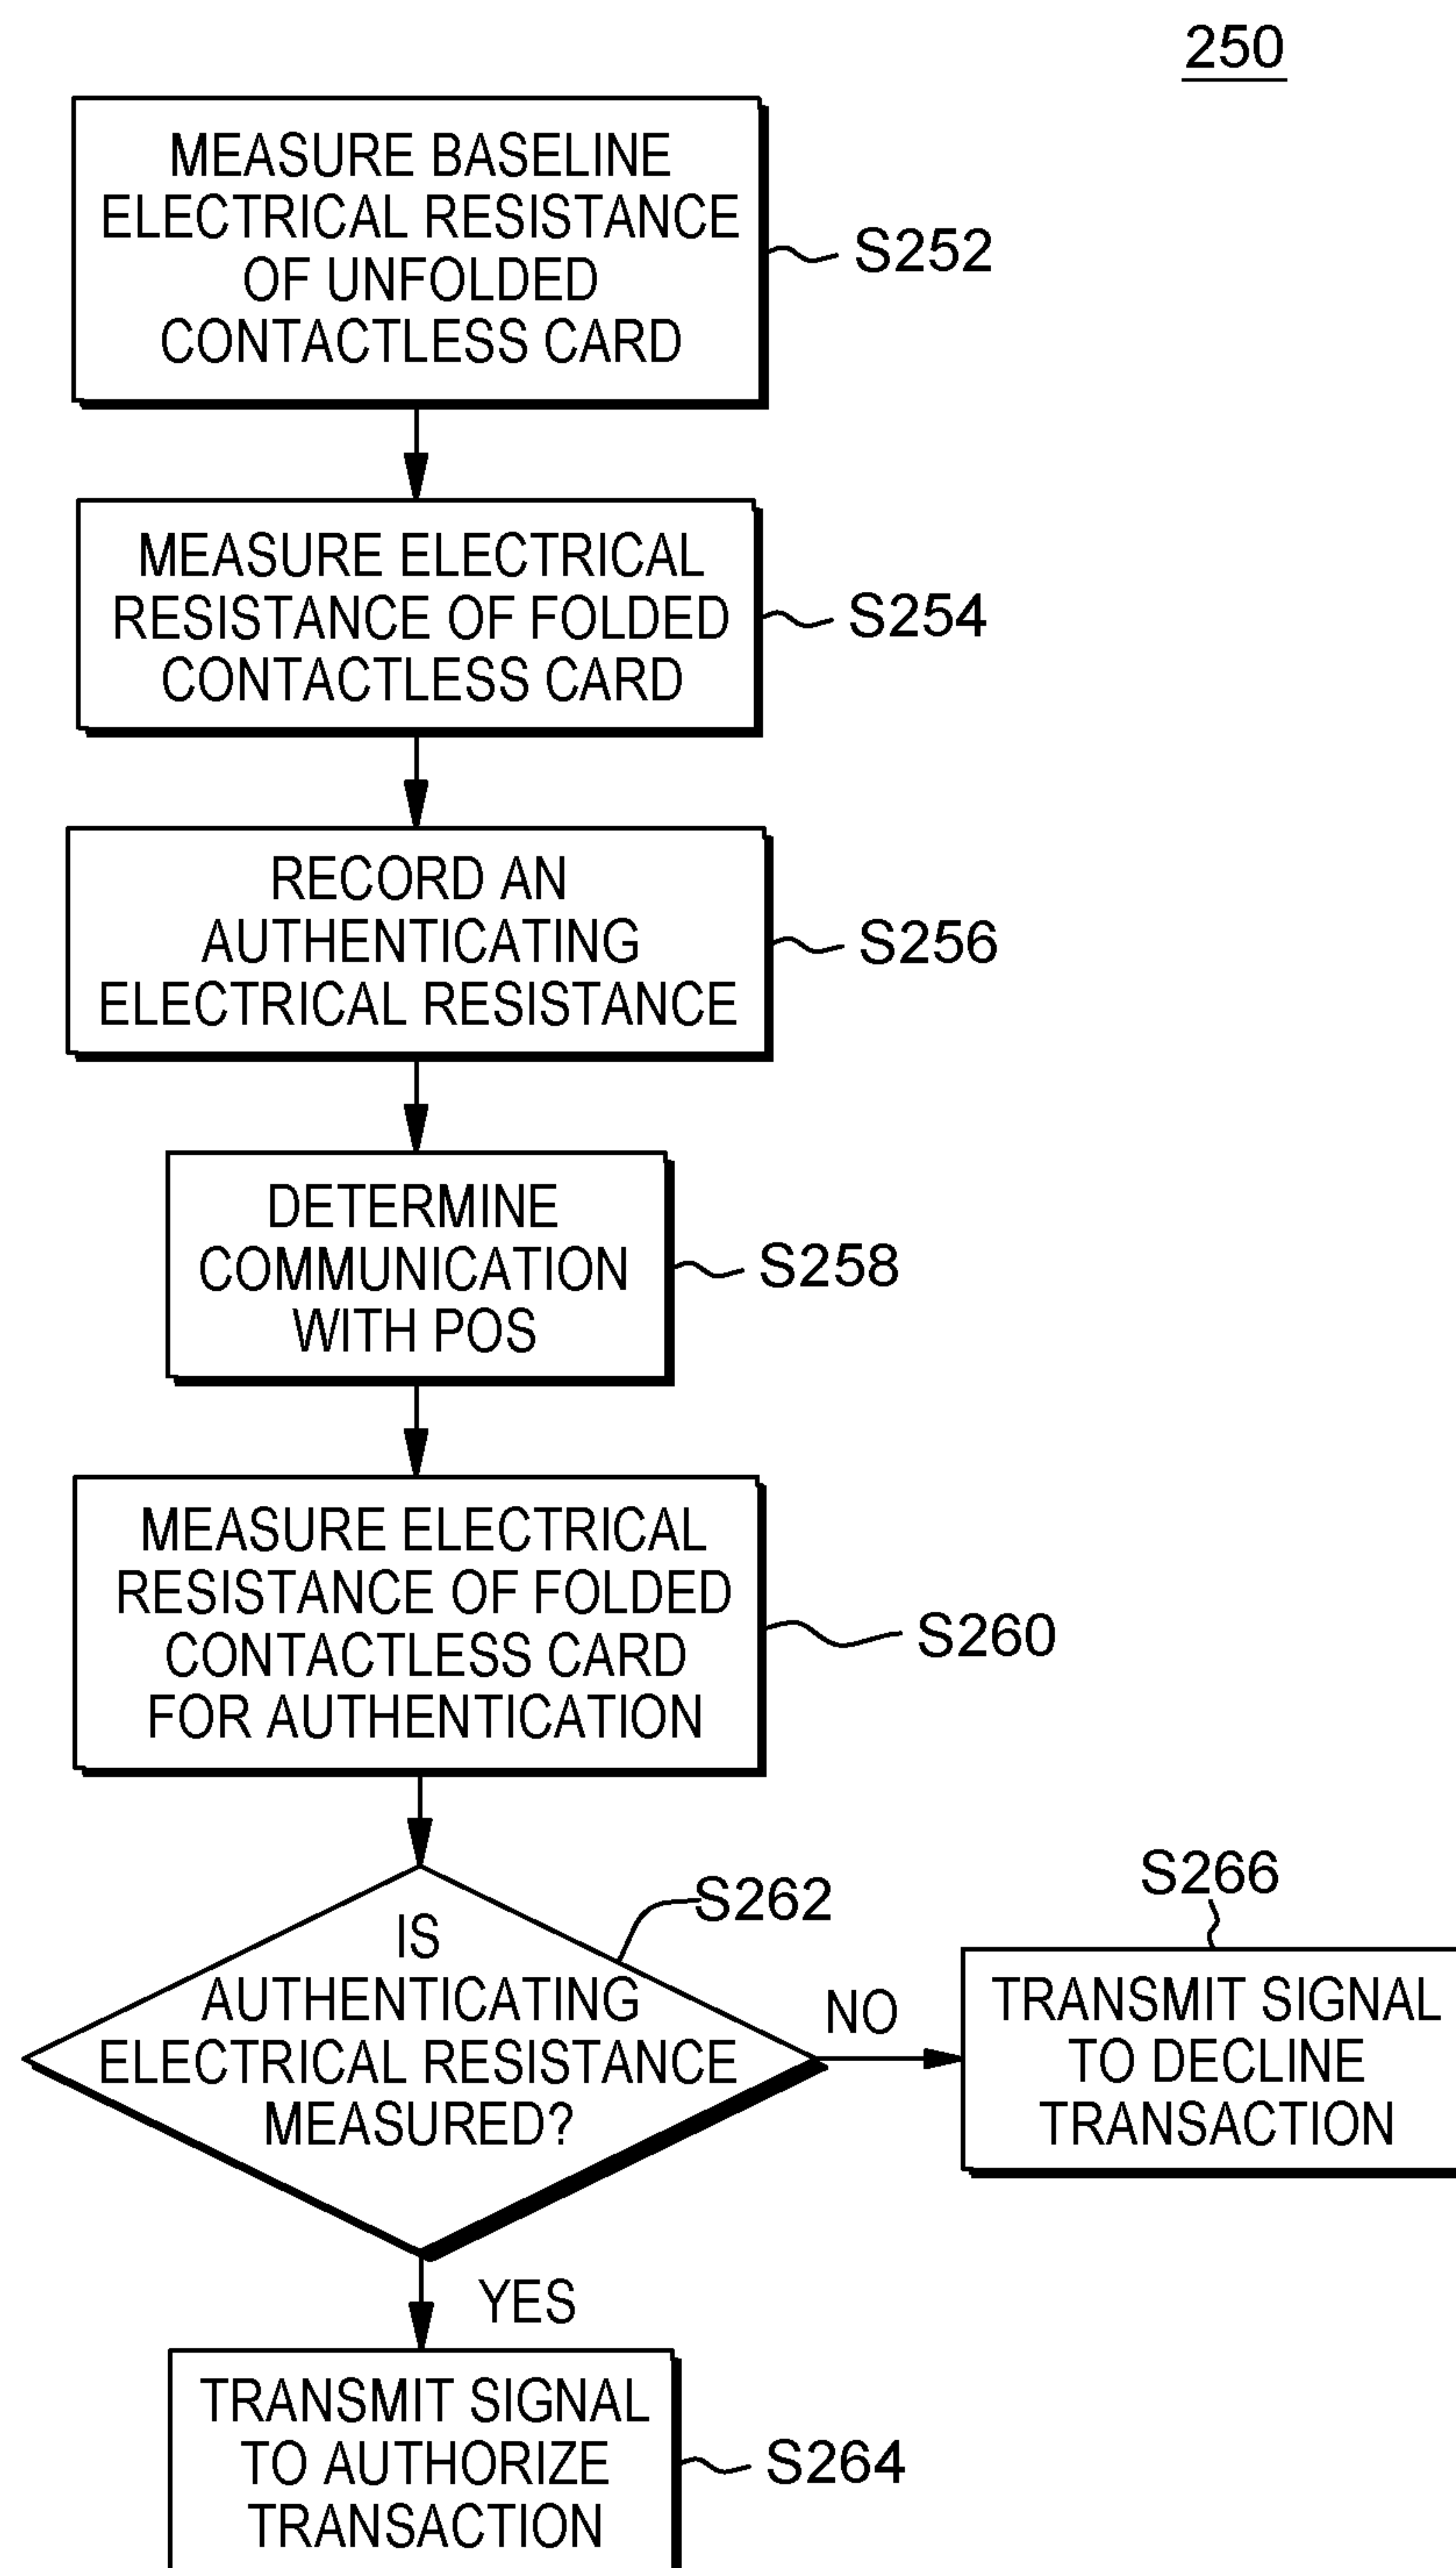 250
MEASURE BASELINE
ELECTRICAL RESISTANCE
OF UNFOLDED
CONTACTLESS CARD
S252
MEASURE ELECTRICAL
RESISTANCE OF FOLDED
CONTACTLESS CARD
S254
RECORD AN
AUTHENTICATING
ELECTRICAL RESISTANCE
S256
DETERMINE
COMMUNICATION
WITH POS
S258
MEASURE ELECTRICAL
RESISTANCE OF FOLDED
CONTACTLESS CARD
FOR AUTHENTICATION
S260
IS
AUTHENTICATING
ELECTRICAL RESISTANCE
MEASURED?
S262
NO
S266
TRANSMIT SIGNAL
TO DECLINE
TRANSACTION
YES
TRANSMIT SIGNAL
TO AUTHORIZE
TRANSACTION
S264